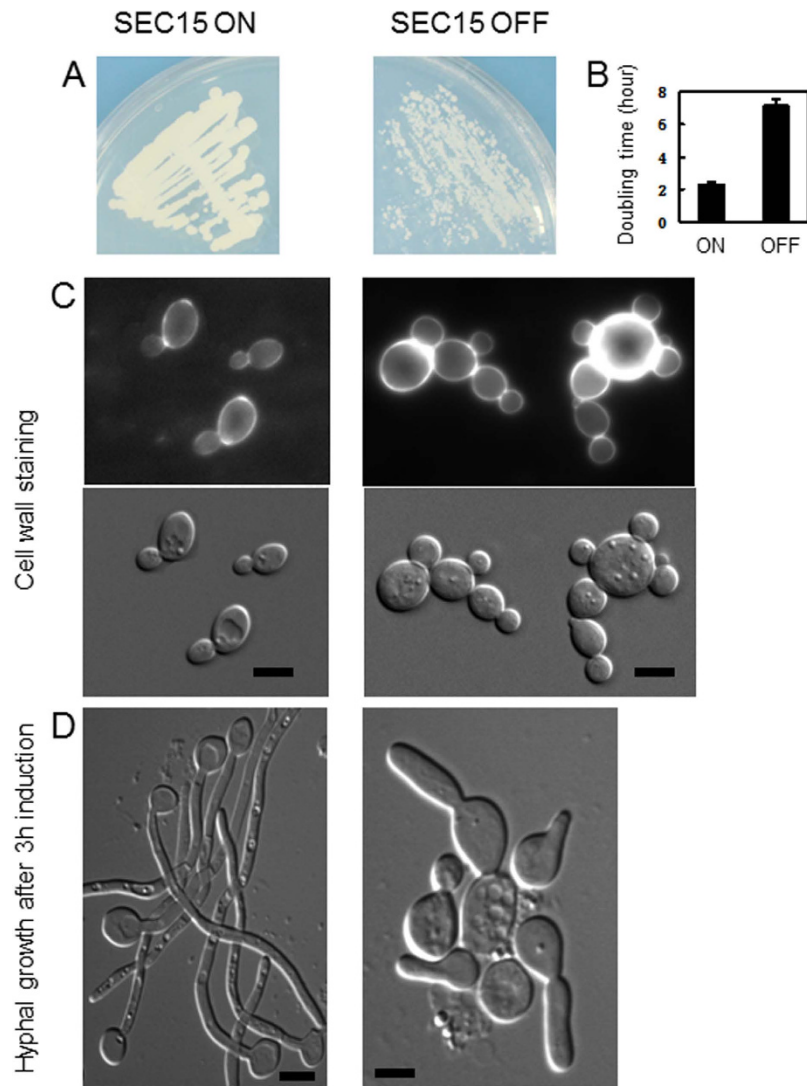 SEC15 ON
SEC15 OFF
A
B
Doubling time (hour)
8
6
4
2
0
ON
OFF
C
Cell wall staining
D
Hyphal growth after 3h induction